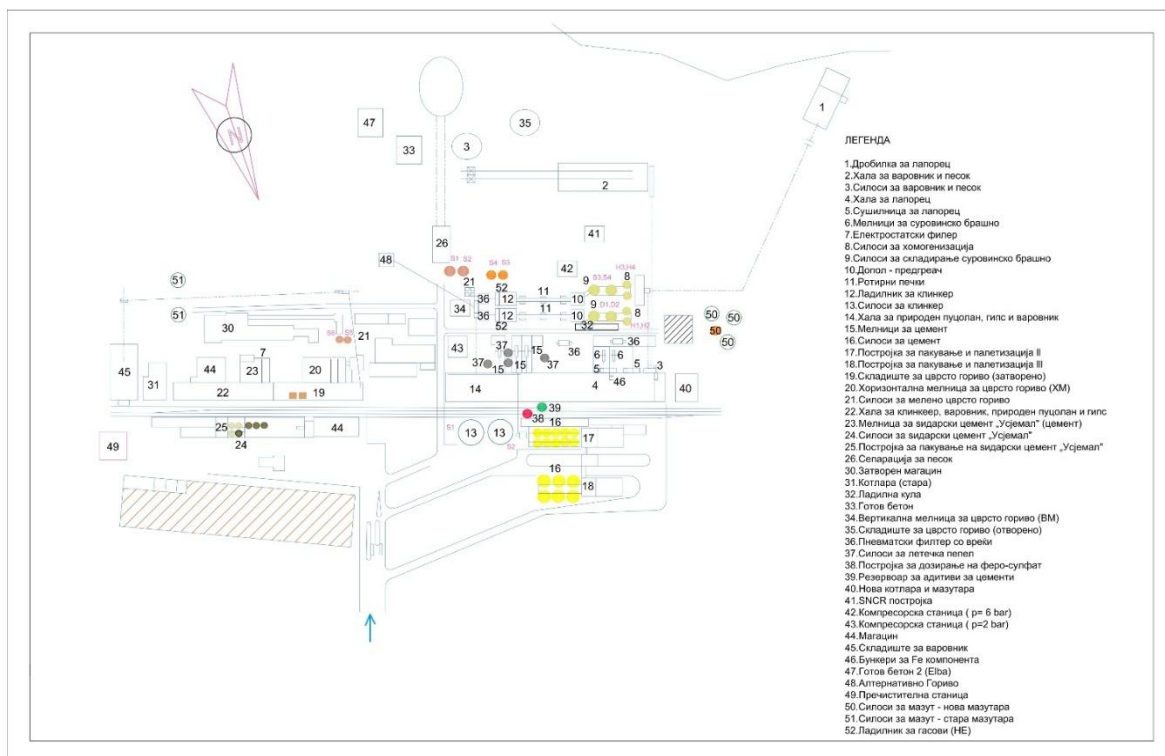 1
47
35
33
3
N
2
41
26
48
S1 S2
S4 S3
42
H3,H4
S3,S4
9
8
51
21
52
36
12
11
10
34
51
D1,D2
9
8
36
12
11
10
52
32
H1,H2
50
50
50
50
30
S6 S5
21
43
37
15
36
36
37
15
15
37
6
6
5
5
3
46
7
45
31
44
23
20
22
19
14
4
40
39
38
16
25
24
44
S1
13
13
S2
17
49
16
18
ЛЕГЕНДА
1.Дробилка за лапорец
2.Хала за варовник и песок
3.Силоси за варовник и песок
4.Хала за лапорец
5.Сушилница за лапорец
6.Мелници за суровинско брашно
7.Електростатски филер
8.Силоси за хомогенизација
9.Силоси за складирање суровинско брашно
10.Допол - предгреач
11.Ротирни печки
12.Ладилник за клинкер
13.Силоси за клинкер
14.Хала за природен пуцолан, гипс и варовник
15.Мелници за цемент
16.Силоси за цемент
17.Постројка за пакување и палетизација II
18.Постројка за пакување и палетизација III
19.Складиште за цврсто гориво (затворено)
20.Хоризонтална мелница за цврсто гориво (ХМ)
21.Силоси за мелено цврсто гориво
22.Хала за клинкеер, варовник, природен пуцолан и гипс
23.Мелница за ѕидарски цемент „Усјемал" (цемент)
24.Силоси за ѕидарски цемент „Усјемал"
25.Постројка за пакување на ѕидарски цемент „Усјемал"
26.Сепарација за песок
30.Затворен магацин
31.Котлара (стара)
32.Ладилна кула
33.Готов бетон
34.Вертикална мелница за цврсто гориво (ВМ)
35.Складиште за цврсто гориво (отворено)
36.Пневматски филтер со вреќи
37.Силоси за летечка пепел
38.Постројка за дозирање на феро-сулфат
39.Резервоар за адитиви за цементи
40.Нова котлара и мазутара
41.SNCR постројка
42.Компресорска станица ( p= 6 bar)
43.Компресорска станица ( p=2 bar)
44.Магацин
45.Складиште за варовник
46.Бункери за Fe компонента
47.Готов бетон 2 (Elba)
48.Алтернативно Гориво
49.Пречистителна станица
50.Силоси за мазут - нова мазутара
51.Силоси за мазут - стара мазутара
52.Ладилник за гасови (НЕ)